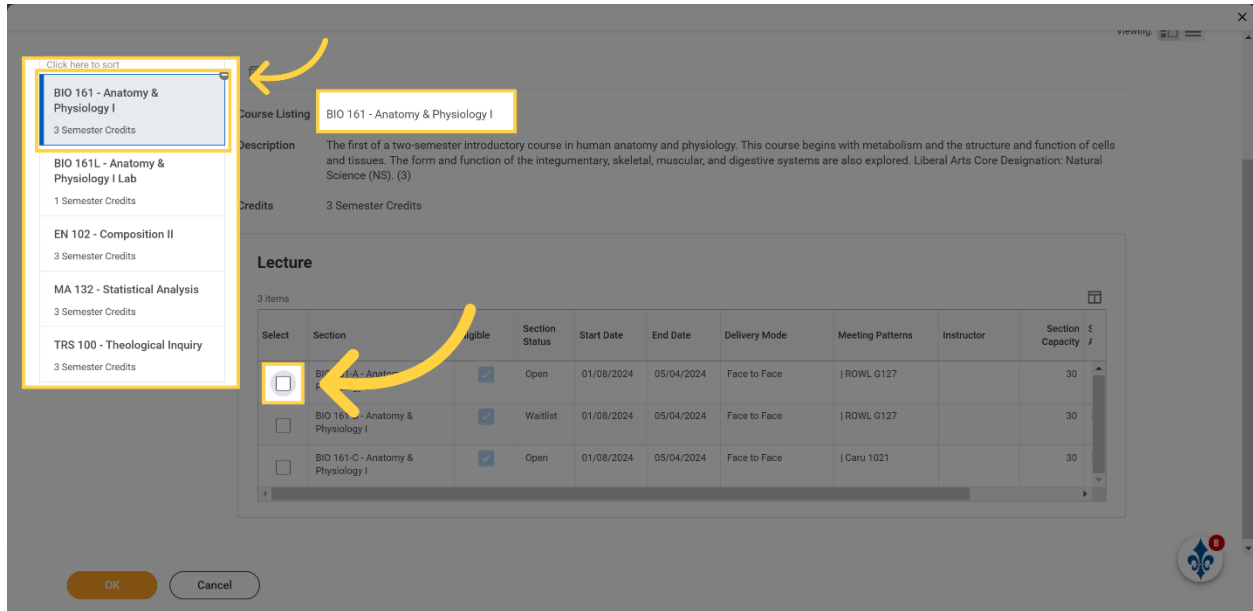 Viewing:
Click here to sort
BIO 161 - Anatomy &
Physiology I
3 Semester Credits
BIO 161L - Anatomy &
Physiology I Lab
1 Semester Credits
EN 102 - Composition II
3 Semester Credits
MA 132 - Statistical Analysis
3 Semester Credits
TRS 100 - Theological Inquiry
3 Semester Credits
Course Listing BIO 161 - Anatomy & Physiology I
Description The first of a two-semester introductory course in human anatomy and physiology. This course begins with metabolism and the structure and function of cells
and tissues. The form and function of the integumentary, skeletal, muscular, and digestive systems are also explored. Liberal Arts Core Designation: Natural
Science (NS). (3)
Credits 3 Semester Credits
Lecture
3 items
Select Section Section Status Start Date End Date Delivery Mode Meeting Patterns Instructor Section Capacity
Open 01/08/2024 05/04/2024 Face to Face | ROWL G127 30
Anatomy & Waitlist 01/08/2024 05/04/2024 Face to Face | ROWL G127 30
Physiology I
BIO 161-C - Anatomy & Open 01/08/2024 05/04/2024 Face to Face | Caru 1021 30
Physiology I
8
OK Cancel